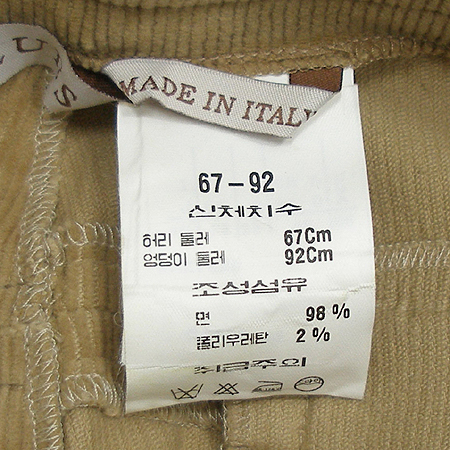 MADE IN ITALY
67-92
신체치수
허리 둘레 67Cm
엉덩이 둘레 92Cm
조성섬유
면 98 %
폴리우레탄 2 %
취급주의